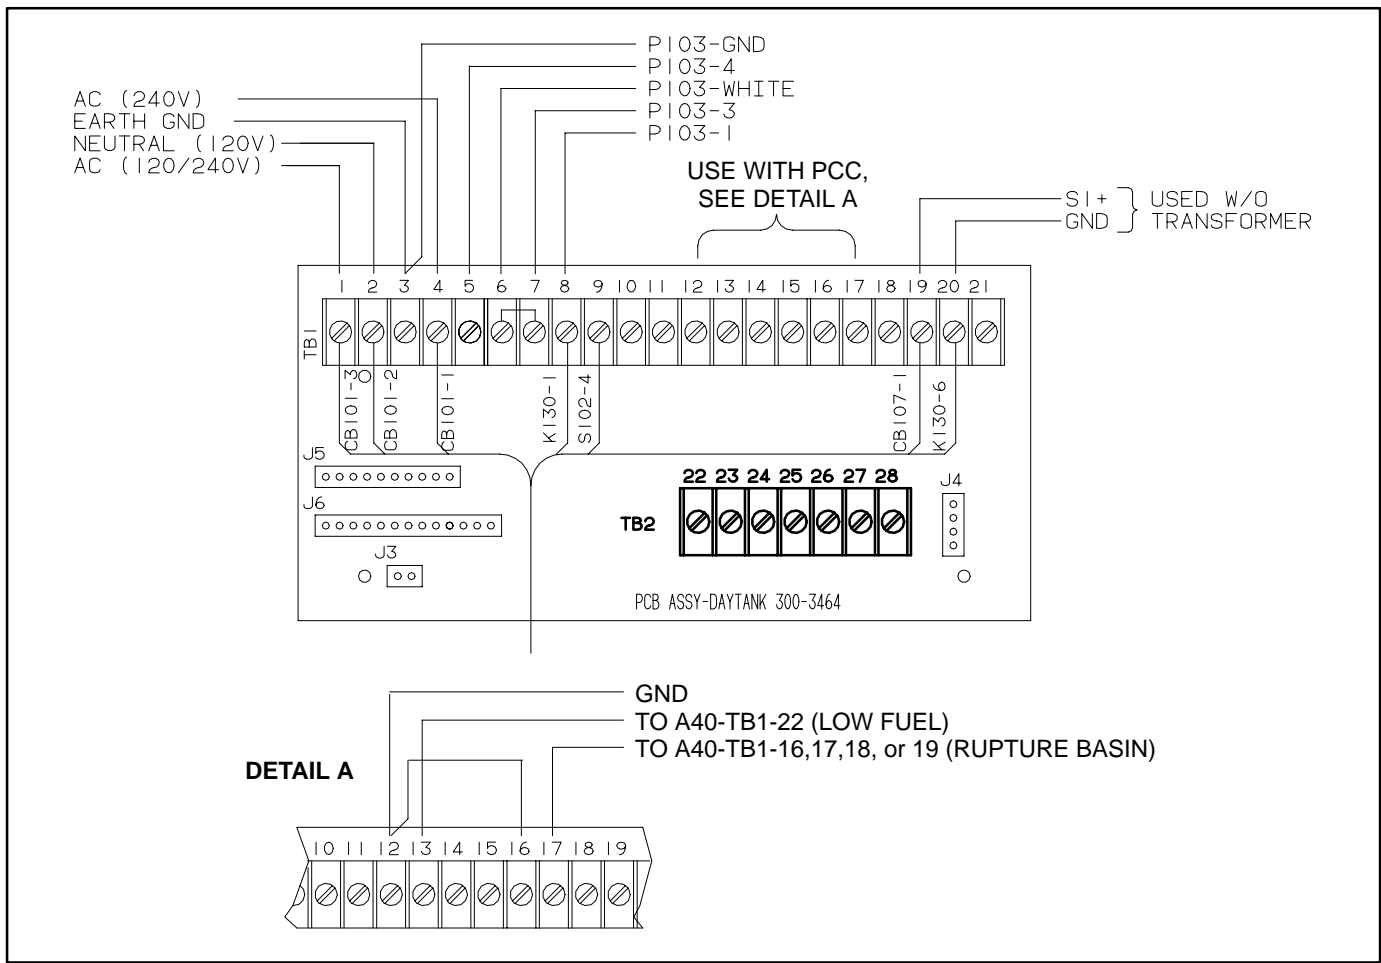 P103-GND
P103-4
P103-WHITE
P103-3
P103-1
AC (240V)
EARTH GND
NEUTRAL (120V)
AC (120/240V)
USE WITH PCC,
SEE DETAIL A
S1+
GND
USED W/O
TRANSFORMER
1 2 3 4 5 6 7 8 9 10 11 12 13 14 15 16 17 18 19 20 21
TB1
CB101-3
CB101-2
CB101-1
K130-1
S102-4
CB107-1
K130-6
J5
22 23 24 25 26 27 28
J4
J6
TB2
J3
PCB ASSY-DAYTANK 300-3464
GND
TO A40-TB1-22 (LOW FUEL)
TO A40-TB1-16,17,18, or 19 (RUPTURE BASIN)
DETAIL A
10 11 12 13 14 15 16 17 18 19